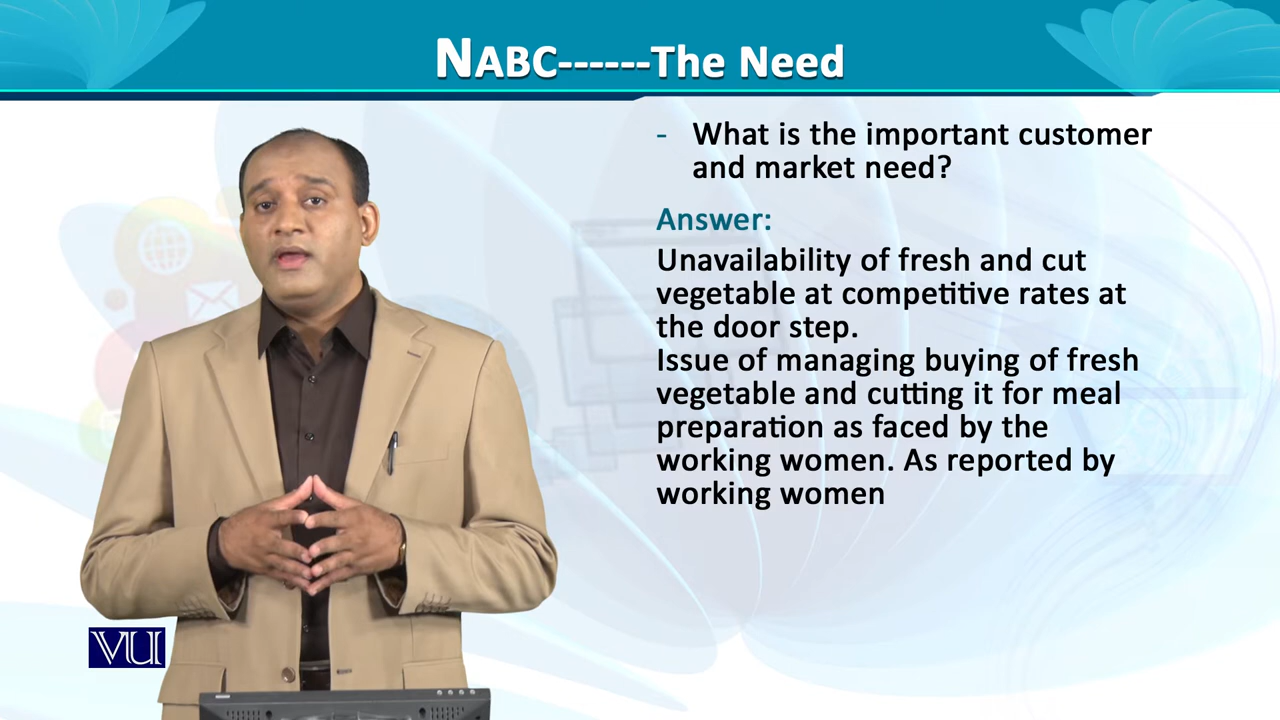 NABC------The Need
- What is the important customer
and market need?
Answer:
Unavailability of fresh and cut
vegetable at competitive rates at
the door step.
Issue of managing buying of fresh
vegetable and cutting it for meal
preparation as faced by the
working women. As reported by
working women
VU